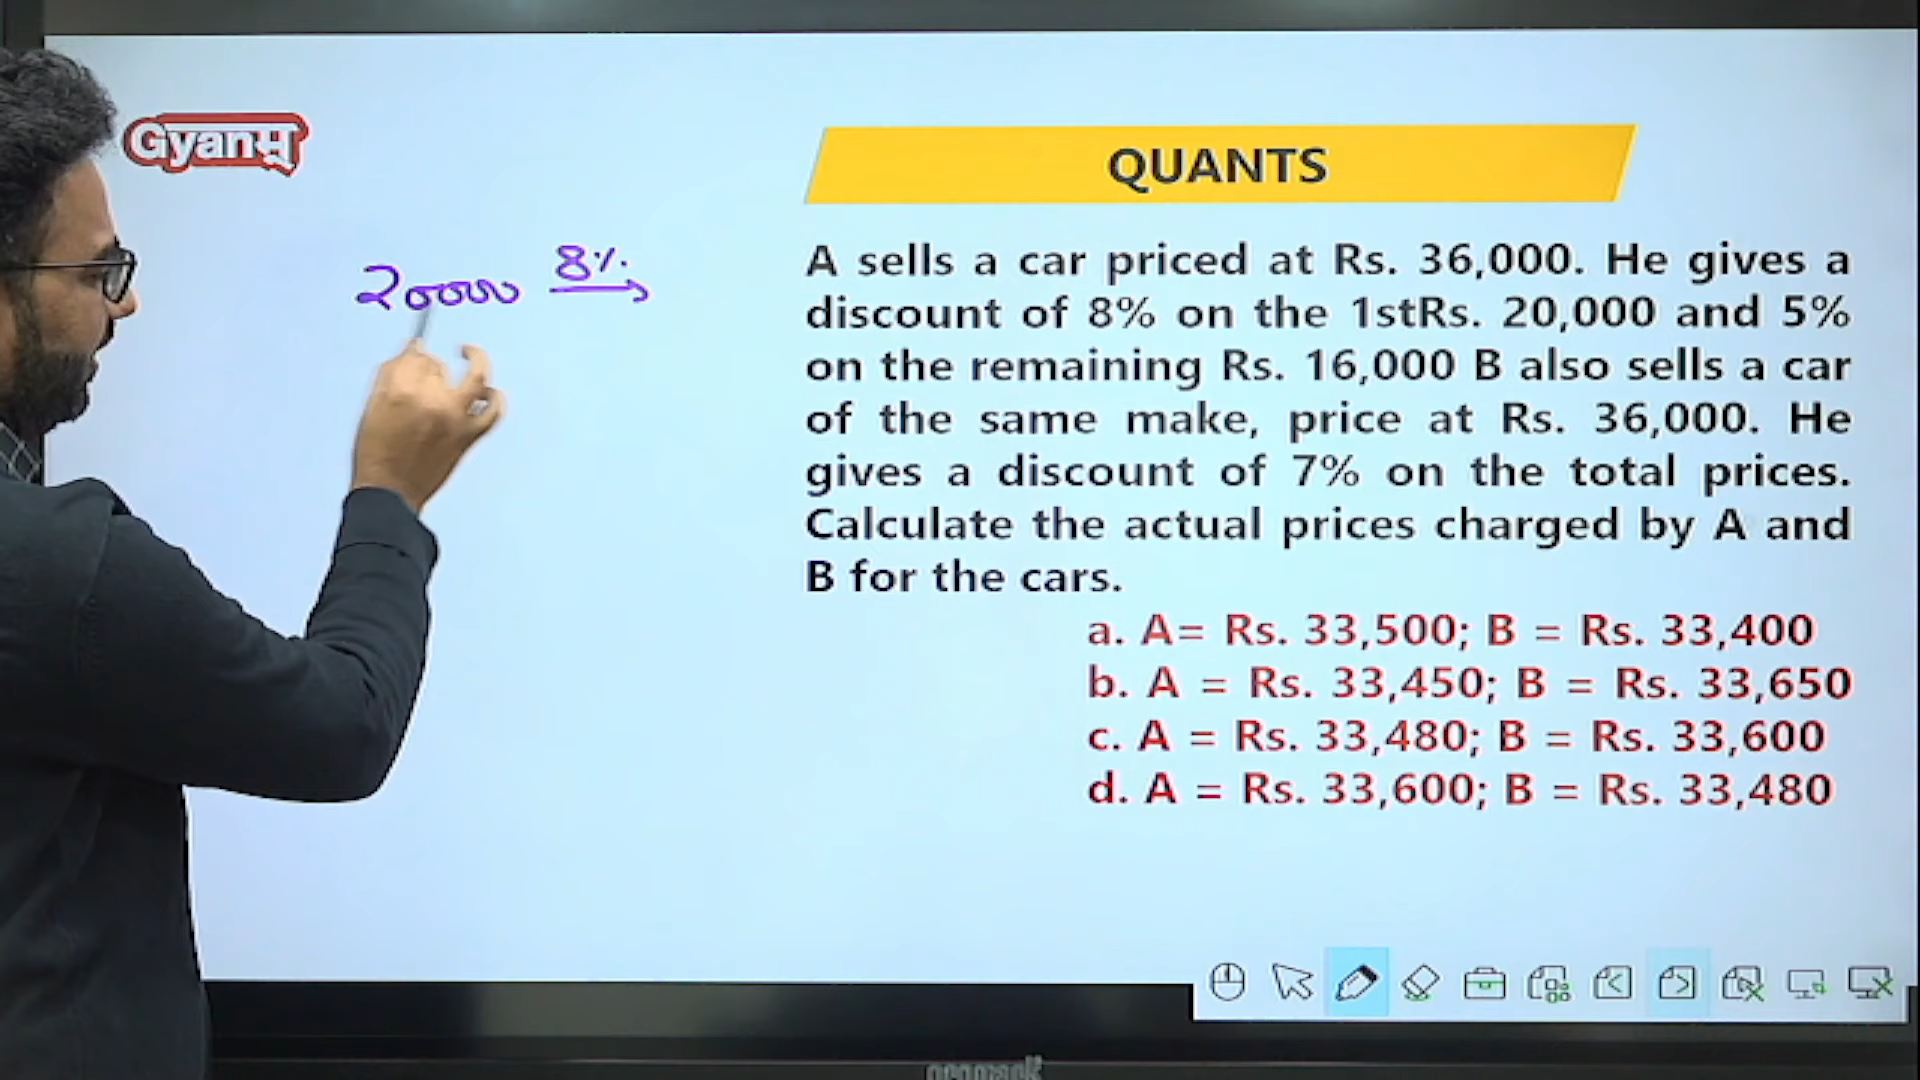 Gyanम्
QUANTS
20000 8%
A sells a car priced at Rs. 36,000. He gives a
discount of 8% on the 1stRs. 20,000 and 5%
on the remaining Rs. 16,000 B also sells a car
of the same make, price at Rs. 36,000. He
gives a discount of 7% on the total prices.
Calculate the actual prices charged by A and
B for the cars.
a. A= Rs. 33,500; B = Rs. 33,400
b. A = Rs. 33,450; B = Rs. 33,650
c. A = Rs. 33,480; B = Rs. 33,600
d. A = Rs. 33,600; B = Rs. 33,480